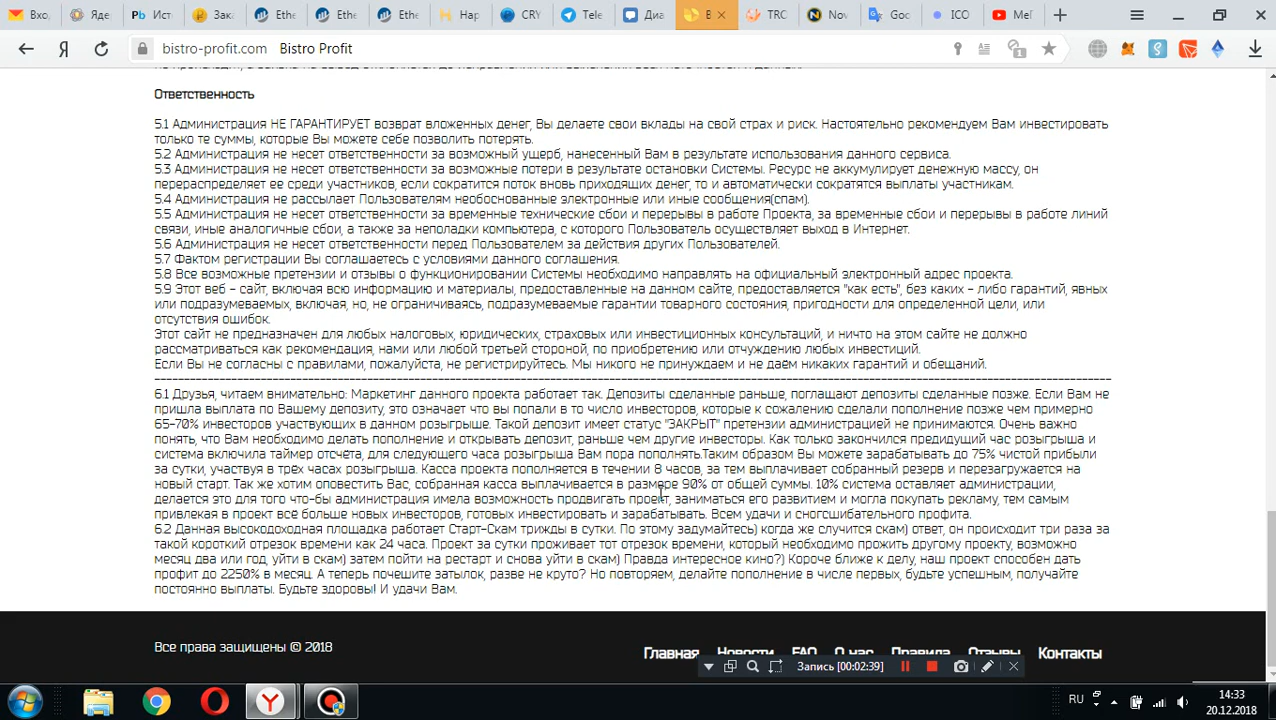 Вхо
Яде
Ист
Зака
Ethe
Ethe
Ethe
Нар
CRY
Tele
Диа
В
TRC
Nov
Goo
ICO
МеГ
bistro-profit.com Bistro Profit
Ответственность
5.1 Администрация НЕ ГАРАНТИРУЕТ возврат вложенных денег, Вы делаете свои вклады на свой страх и риск. Настоятельно рекомендуем Вам инвестировать
только те суммы, которые Вы можете себе позволить потерять.
5.2 Администрация не несет ответственности за возможный ущерб, нанесенный Вам в результате использования данного сервиса.
5.3 Администрация не несет ответственности за возможные потери в результате остановки Системы. Ресурс не аккумулирует денежную массу, он
перераспределяет ее среди участников, если сократится поток вновь приходящих денег, то и автоматически сократятся выплаты участникам.
5.4 Администрация не рассылает Пользователям необоснованные электронные или иные сообщения(спам).
5.5 Администрация не несет ответственности за временные технические сбои и перерывы в работе Проекта, за временные сбои и перерывы в работе линий
связи, иные аналогичные сбои, а также за неполадки компьютера, с которого Пользователь осуществляет выход в Интернет.
5.6 Администрация не несет ответственности перед Пользователем за действия других Пользователей.
5.7 Фактом регистрации Вы соглашаетесь с условиями данного соглашения.
5.8 Все возможные претензии и отзывы о функционировании Системы необходимо направлять на официальный электронный адрес проекта.
5.9 Этот веб - сайт, включая всю информацию и материалы, предоставленные на данном сайте, предоставляется "как есть", без каких - либо гарантий, явных
или подразумеваемых, включая, но, не ограничиваясь, подразумеваемые гарантии товарного состояния, пригодности для определенной цели, или
отсутствия ошибок.
Этот сайт не предназначен для любых налоговых, юридических, страховых или инвестиционных консультаций, и ничто на этом сайте не должно
рассматриваться как рекомендация, нами или любой третьей стороной, по приобретению или отчуждению любых инвестиций.
Если Вы не согласны с правилами, пожалуйста, не регистрируйтесь. Мы никого не принуждаем и не даём никаких гарантий и обещаний.
6.1 Друзья, читаем внимательно: Маркетинг данного проекта работает так. Депозиты сделанные раньше, поглащают депозиты сделанные позже. Если Вам не
пришла выплата по Вашему депозиту, это означает что вы попали в то число инвесторов, которые к сожалению сделали пополнение позже чем примерно
65-70% инвесторов участвующих в данном розыгрыше. Такой депозит имеет статус "ЗАКРЫТ" претензии администрацией не принимаются. Очень важно
понять, что Вам необходимо делать пополнение и открывать депозит, раньше чем другие инвесторы. Как только закончился предидущий час розыгрыша и
система включила таймер отсчёта, для следующего часа розыгрыша Вам пора пополнять.Таким образом Вы можете зарабатывать до 75% чистой прибыли
за сутки, участвуя в трёх часах розыгрыша. Касса проекта пополняется в течении 8 часов, за тем выплачивает собранный резерв и перезагружается на
новый старт. Так же хотим оповестить Вас, собранная касса выплачивается в размере 90% от общей суммы. 10% система оставляет администрации,
делается это для того что-бы администрация имела возможность продвигать проект, заниматься его развитием и могла покупать рекламу, тем самым
привлекая в проект всё больше новых инвесторов, готовых инвестировать и зарабатывать. Всем удачи и сногсшибательного профита.
6.2 Данная высокодоходная площадка работает Старт-Скам трижды в сутки. По этому задумайтесь) когда же случится скам) ответ, он происходит три раза за
такой короткий отрезок времени как 24 часа. Проект за сутки проживает тот отрезок времени, который необходимо прожить другому проекту, возможно
месяц два или год, уйти в скам) затем пойти на рестарт и снова уйти в скам) Правда интересное кино?) Короче ближе к делу, наш проект способен дать
профит до 2250% в месяц. А теперь почешите затылок, разве не круто? Но повторяем, делайте пополнение в числе первых, будьте успешным, получайте
постоянно выплаты. Будьте здоровы! И удачи Вам.
Все права защищены © 2018
Главная Новости FAQ О нас Правила Отзывы Контакты
Запись [00:02:39]
RU
14:33
20.12.2018